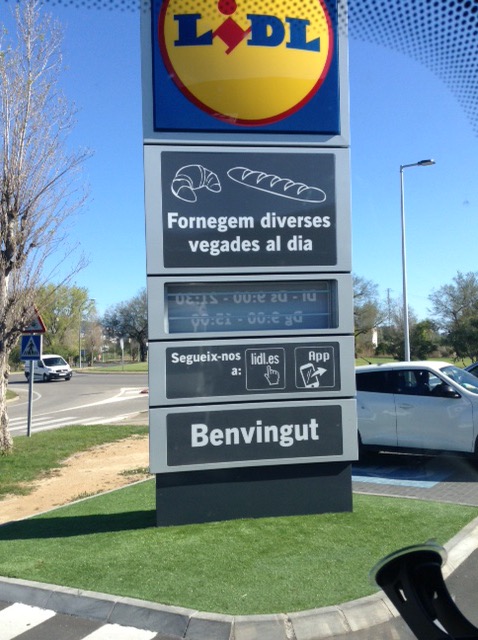 LIDL
Fornegem diverses
vegades al dia
Dl - Ds 9:00 - 21:30
Dg 9:00 - 15:00
Segueix-nos
a:
lidl.es
App
Benvingut